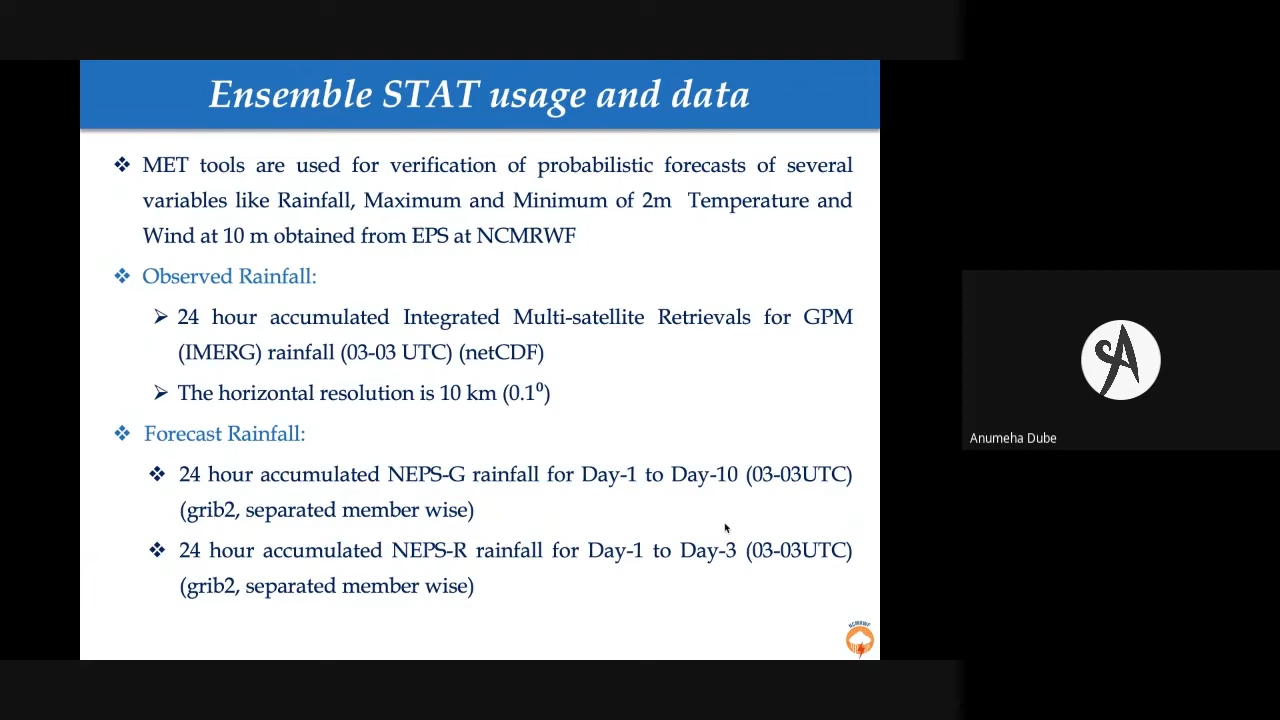 Ensemble STAT usage and data
❖ MET tools are used for verification of probabilistic forecasts of several
variables like Rainfall, Maximum and Minimum of 2m Temperature and
Wind at 10 m obtained from EPS at NCMRWF
❖ Observed Rainfall:
➢ 24 hour accumulated Integrated Multi-satellite Retrievals for GPM
(IMERG) rainfall (03-03 UTC) (netCDF)
➢ The horizontal resolution is 10 km (0.1⁰)
❖ Forecast Rainfall:
❖ 24 hour accumulated NEPS-G rainfall for Day-1 to Day-10 (03-03UTC)
(grib2, separated member wise)
❖ 24 hour accumulated NEPS-R rainfall for Day-1 to Day-3 (03-03UTC)
(grib2, separated member wise)
NCMRWF
A
Anumeha Dube